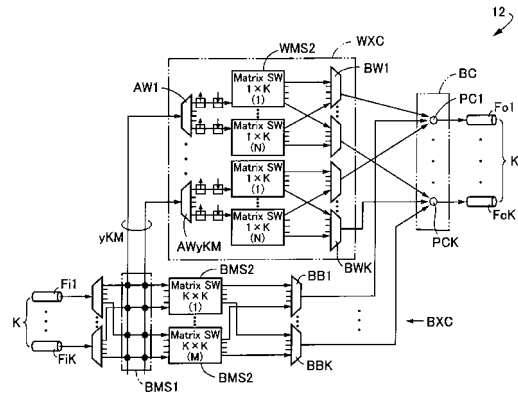 12
WMS2
WXC
AW1
BW1
BC
PC1
Fo1
Matrix SW
1×K
(1)
Matrix SW
1×K
(N)
K
Matrix SW
1×K
(1)
Matrix SW
1×K
(N)
FoK
PCK
yKM
AWyKM
BWK
BMS2
BB1
Fi1
Matrix SW
K×K
(1)
K
BXC
Matrix SW
K×K
(M)
FiK
BMS1
BMS2
BBK